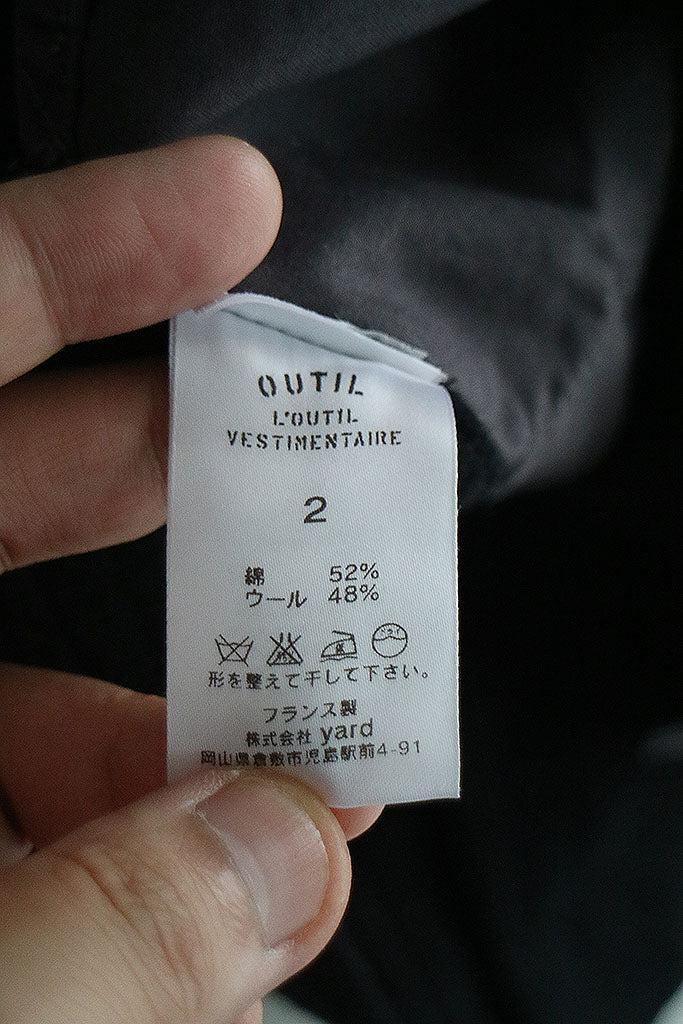 OUTIL
L'OUTIL
VESTIMENTAIRE
2
綿 52%
ウール 48%
形を整えて干して下さい。
フランス製
株式会社 yard
岡山県倉敷市児島駅前4-91